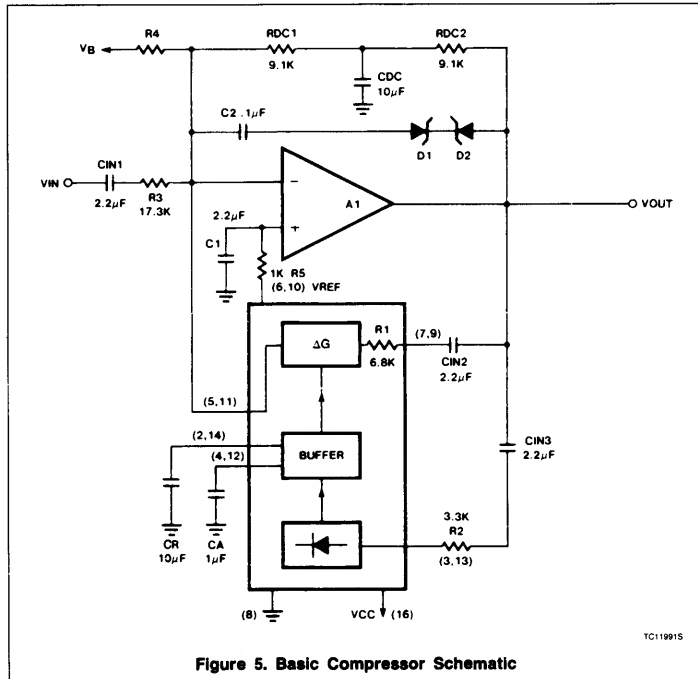 VB
R4
RDC1
9.1K
RDC2
9.1K
CDC
10μF
C2 .1μF
D1
D2
VIN
CIN1
2.2μF
R3
17.3K
−
+
A1
VOUT
2.2μF
C1
1K R5
(6,10) VREF
ΔG
R1
6.8K
(7,9)
CIN2
2.2μF
(5,11)
CIN3
2.2μF
(2,14)
(4,12)
BUFFER
CR
10μF
CA
1μF
3.3K
R2
(3,13)
(8)
VCC
(16)
TC11991S
Figure 5. Basic Compressor Schematic